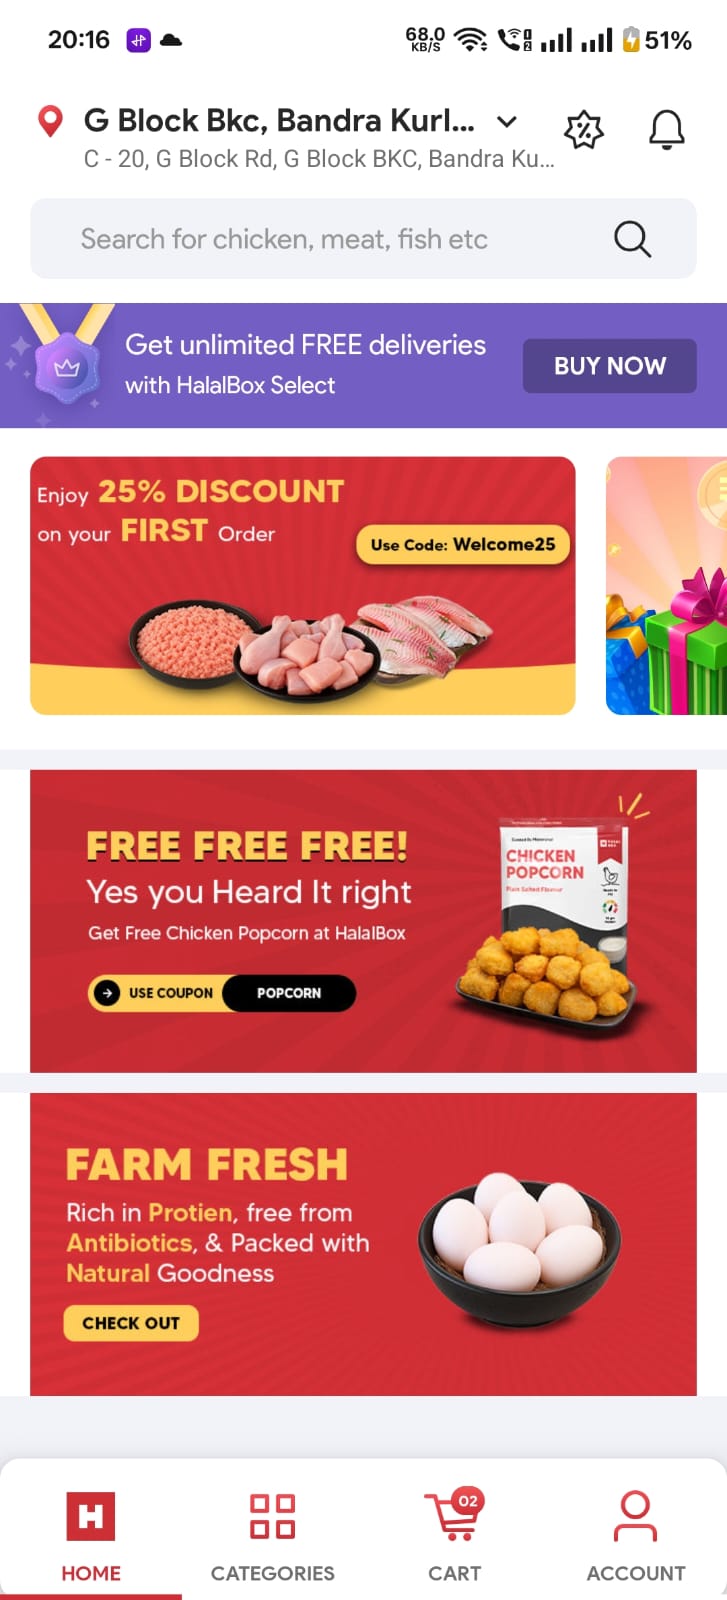 20:16
68.0
KB/S
51%
G Block Bkc, Bandra Kurl...
C - 20, G Block Rd, G Block BKC, Bandra Ku...
Search for chicken, meat, fish etc
Get unlimited FREE deliveries
with HalalBox Select
BUY NOW
Enjoy 25% DISCOUNT
on your FIRST Order
Use Code: Welcome25
FREE FREE FREE!
Yes you Heard It right
Get Free Chicken Popcorn at HalalBox
USE COUPON POPCORN
CHICKEN
POPCORN
Plain Salted Flavour
FARM FRESH
Rich in Protien, free from
Antibiotics, & Packed with
Natural Goodness
CHECK OUT
H
02
HOME
CATEGORIES
CART
ACCOUNT